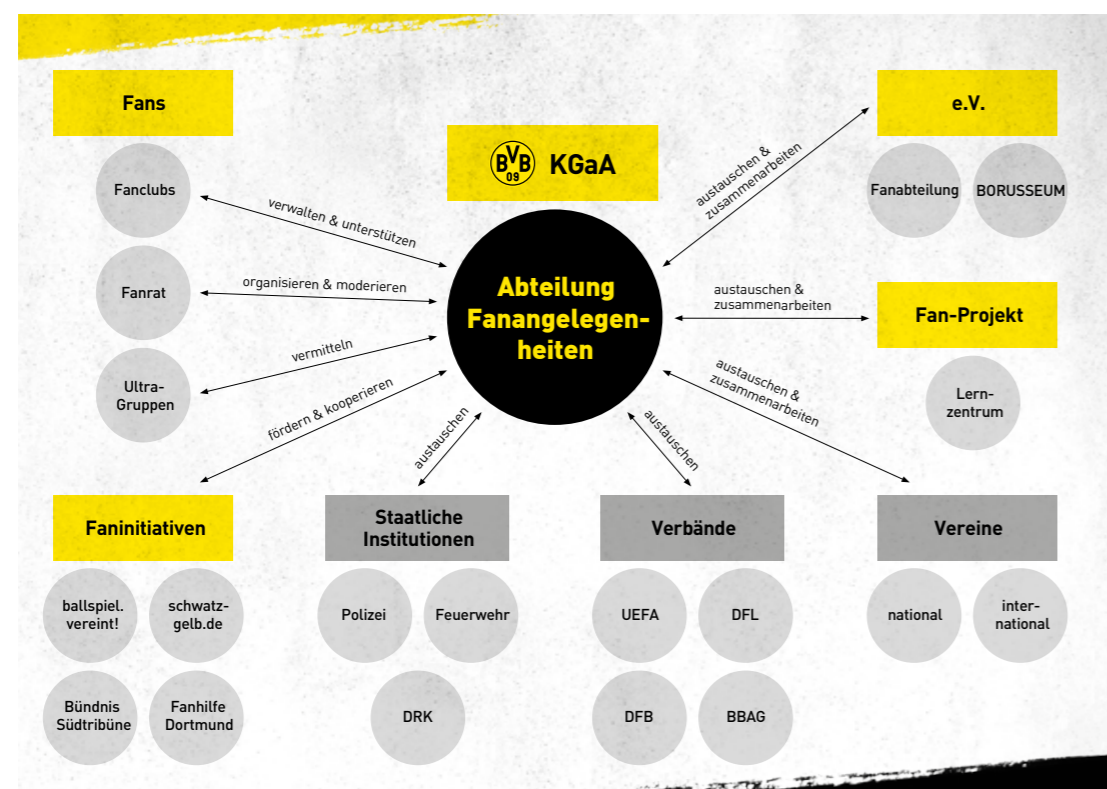 Fans
Fanclubs
Fanrat
Ultra-
Gruppen
BVB
09
KGaA
Abteilung
Fanangelegen-
heiten
e.V.
Fanabteilung
BORUSSEUM
Fan-Projekt
Lern-
zentrum
verwalten & unterstützen
organisieren & moderieren
vermitteln
fördern & kooperieren
austauschen
austauschen
austauschen &
zusammenarbeiten
austauschen &
zusammenarbeiten
austauschen &
zusammenarbeiten
Faninitiativen
ballspiel.
vereint!
schwatz-
gelb.de
Bündnis
Südtribüne
Fanhilfe
Dortmund
Staatliche
Institutionen
Polizei
Feuerwehr
DRK
Verbände
UEFA
DFL
DFB
BBAG
Vereine
national
inter-
national